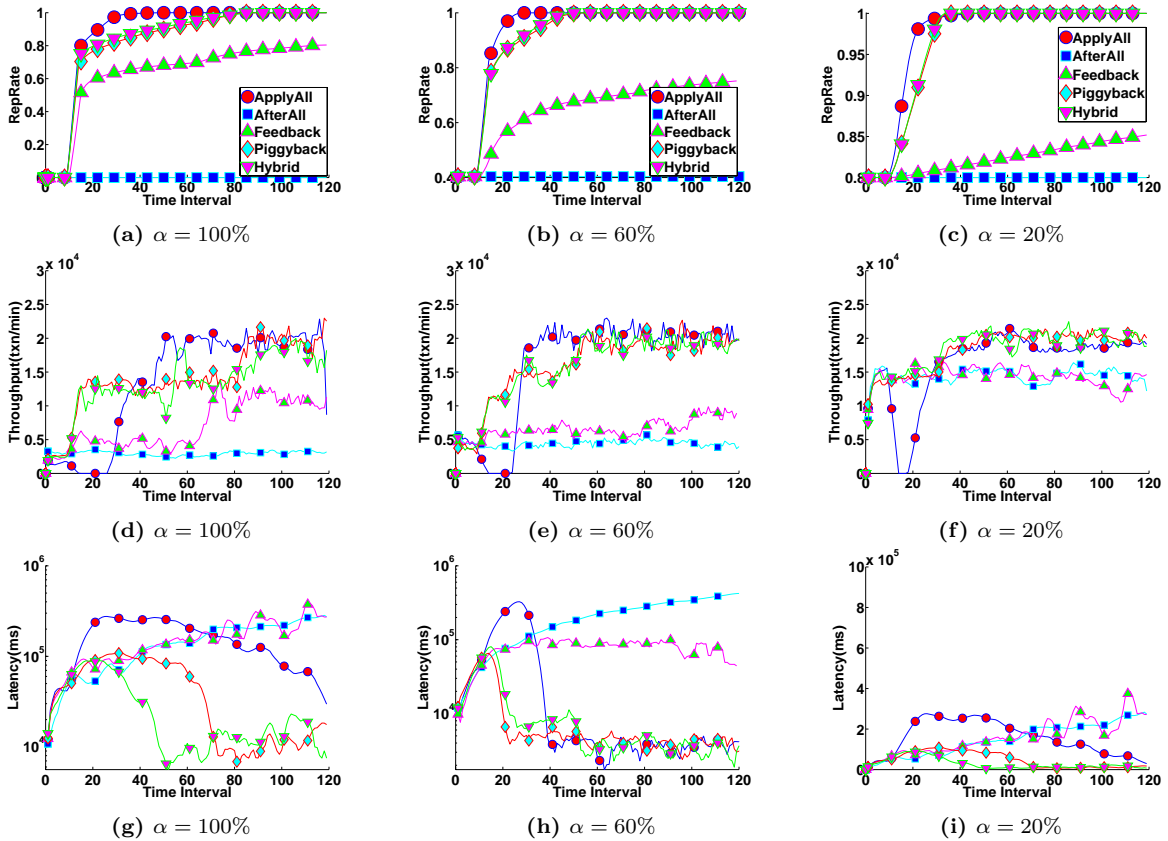 1
0.8
0.6
0.4
0.2
0
RepRate
0 20 40 60 80 100 120
Time Interval
ApplyAll
AfterAll
Feedback
Piggyback
Hybrid
(a) α = 100%
1
0.9
0.8
0.7
0.6
0.5
0.4
RepRate
0 20 40 60 80 100 120
Time Interval
ApplyAll
AfterAll
Feedback
Piggyback
Hybrid
(b) α = 60%
1
0.95
0.9
0.85
0.8
RepRate
0 20 40 60 80 100 120
Time Interval
ApplyAll
AfterAll
Feedback
Piggyback
Hybrid
(c) α = 20%
x 10^4
3
2.5
2
1.5
1
0.5
0
Throughput(txn/min)
0 20 40 60 80 100 120
Time Interval
(d) α = 100%
x 10^4
3
2.5
2
1.5
1
0.5
0
Throughput(txn/min)
0 20 40 60 80 100 120
Time Interval
(e) α = 60%
x 10^4
3
2.5
2
1.5
1
0.5
0
Throughput(txn/min)
0 20 40 60 80 100 120
Time Interval
(f) α = 20%
10^6
10^5
10^4
Latency(ms)
0 20 40 60 80 100 120
Time Interval
(g) α = 100%
10^6
10^5
10^4
Latency(ms)
0 20 40 60 80 100 120
Time Interval
(h) α = 60%
x 10^5
10
8
6
4
2
0
Latency(ms)
0 20 40 60 80 100 120
Time Interval
(i) α = 20%